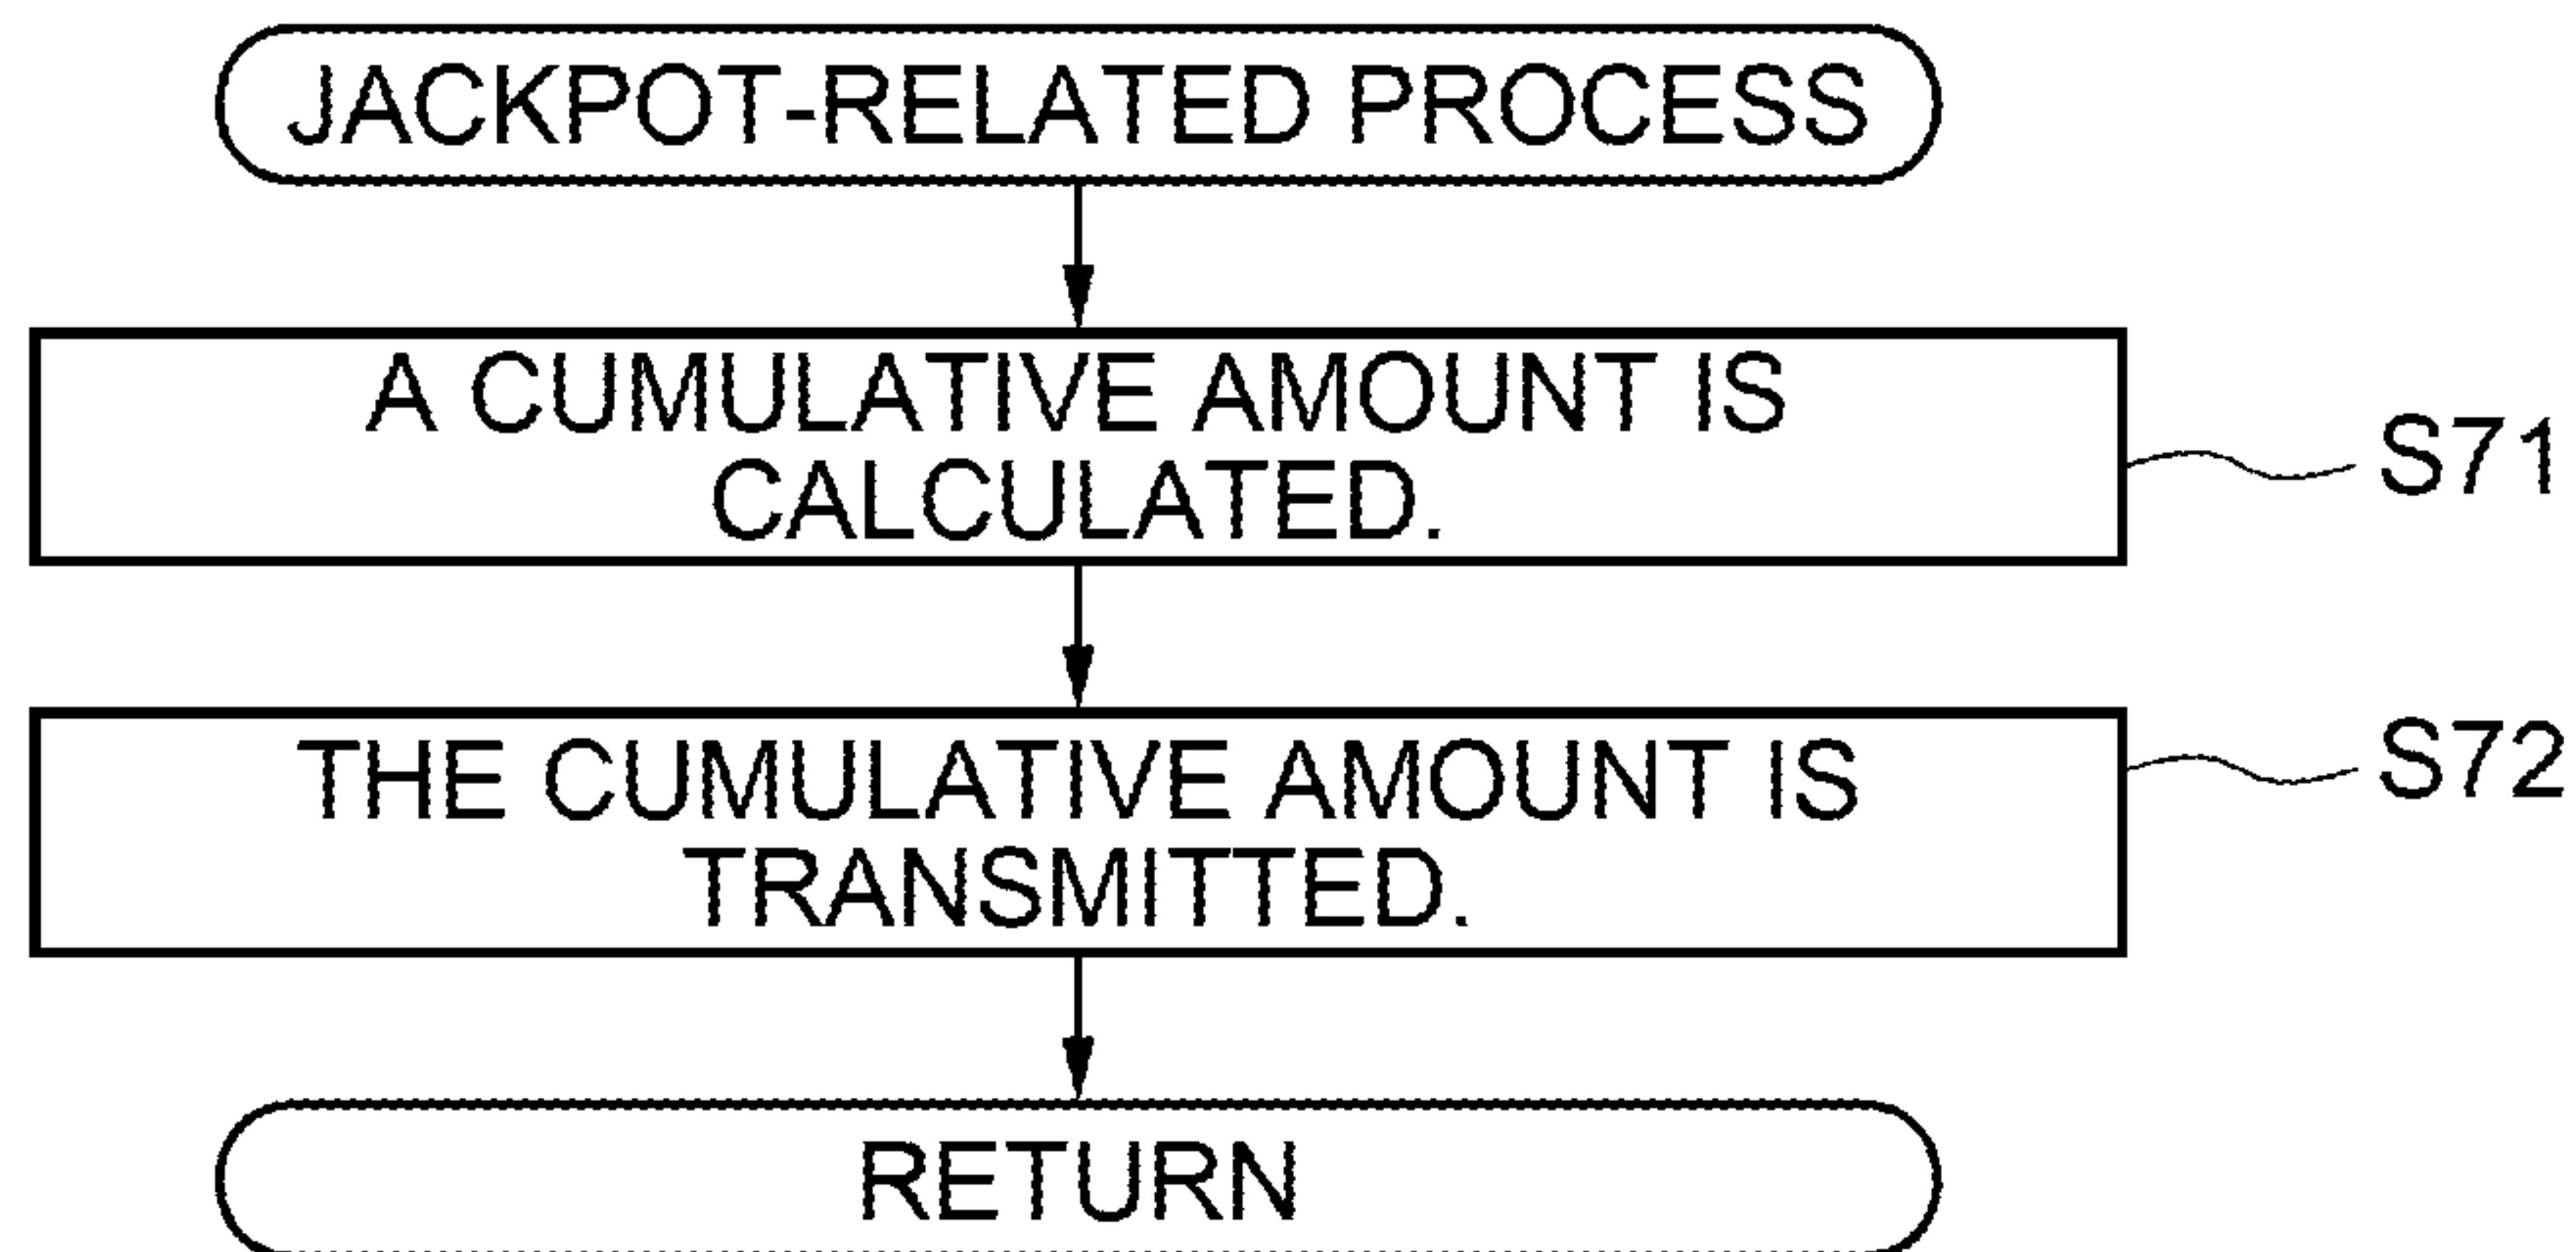 JACKPOT-RELATED PROCESS
A CUMULATIVE AMOUNT IS
CALCULATED.
S71
THE CUMULATIVE AMOUNT IS
TRANSMITTED.
S72
RETURN